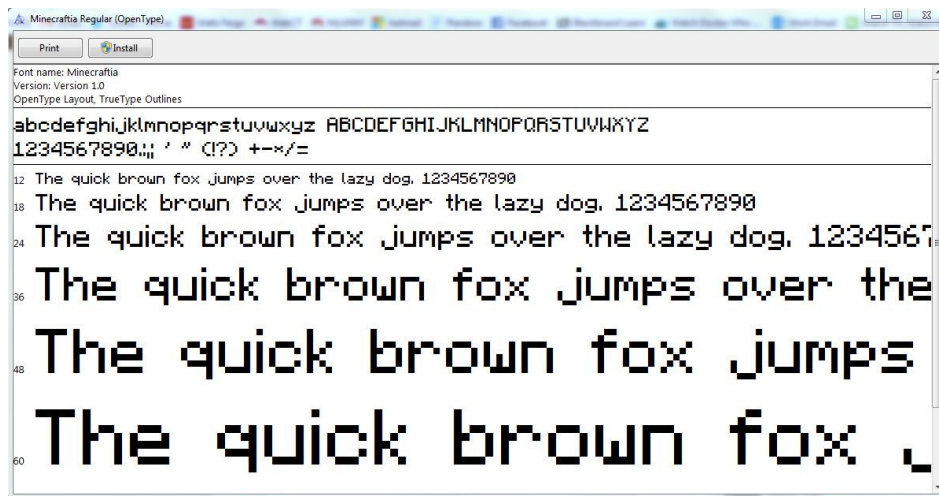 Minecraftia Regular (OpenType)
Print Install
Font name: Minecraftia
Version: Version 1.0
OpenType Layout, TrueType Outlines
abcdefghijklmnopqrstuvwxyz ABCDEFGHIJKLMNOPQRSTUVWXYZ
1234567890.:,; ' " (!?) +-*/=
12 The quick brown fox jumps over the lazy dog. 1234567890
18 The quick brown fox jumps over the lazy dog. 1234567890
24 The quick brown fox jumps over the lazy dog. 1234567
36 The quick brown fox jumps over the
48 The quick brown fox jumps
60 The quick brown fox j